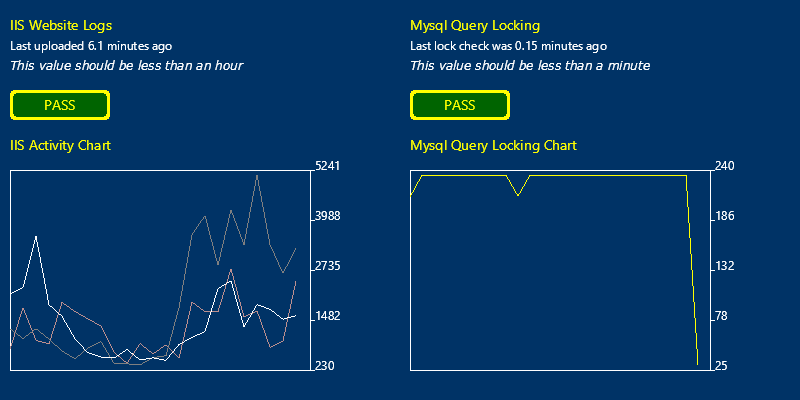 IIS Website Logs
Last uploaded 6.1 minutes ago
This value should be less than an hour
PASS
IIS Activity Chart
5241
3988
2735
1482
230
Mysql Query Locking
Last lock check was 0.15 minutes ago
This value should be less than a minute
PASS
Mysql Query Locking Chart
240
186
132
78
25